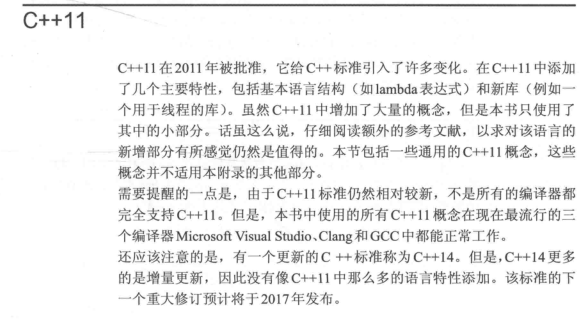 C++11
C++11在2011年被批准，它给C++标准引入了许多变化。在C++11中添加
了几个主要特性，包括基本语言结构（如lambda表达式）和新库（例如一
个用于线程的库）。虽然C++11中增加了大量的概念，但是本书只使用了
其中的小部分。话虽这么说，仔细阅读额外的参考文献，以求对该语言的
新增部分有所感觉仍然是值得的。本节包括一些通用的C++11概念，这些
概念并不适用本附录的其他部分。
需要提醒的一点是，由于C++11标准仍然相对较新，不是所有的编译器都
完全支持C++11。但是，本书中使用的所有C++11概念在现在最流行的三
个编译器Microsoft Visual Studio、Clang和GCC中都能正常工作。
还应该注意的是，有一个更新的C ++标准称为C++14。但是,C++14更多
的是增量更新，因此没有像C++11中那么多的语言特性添加。该标准的下
一个重大修订预计将于2017年发布。